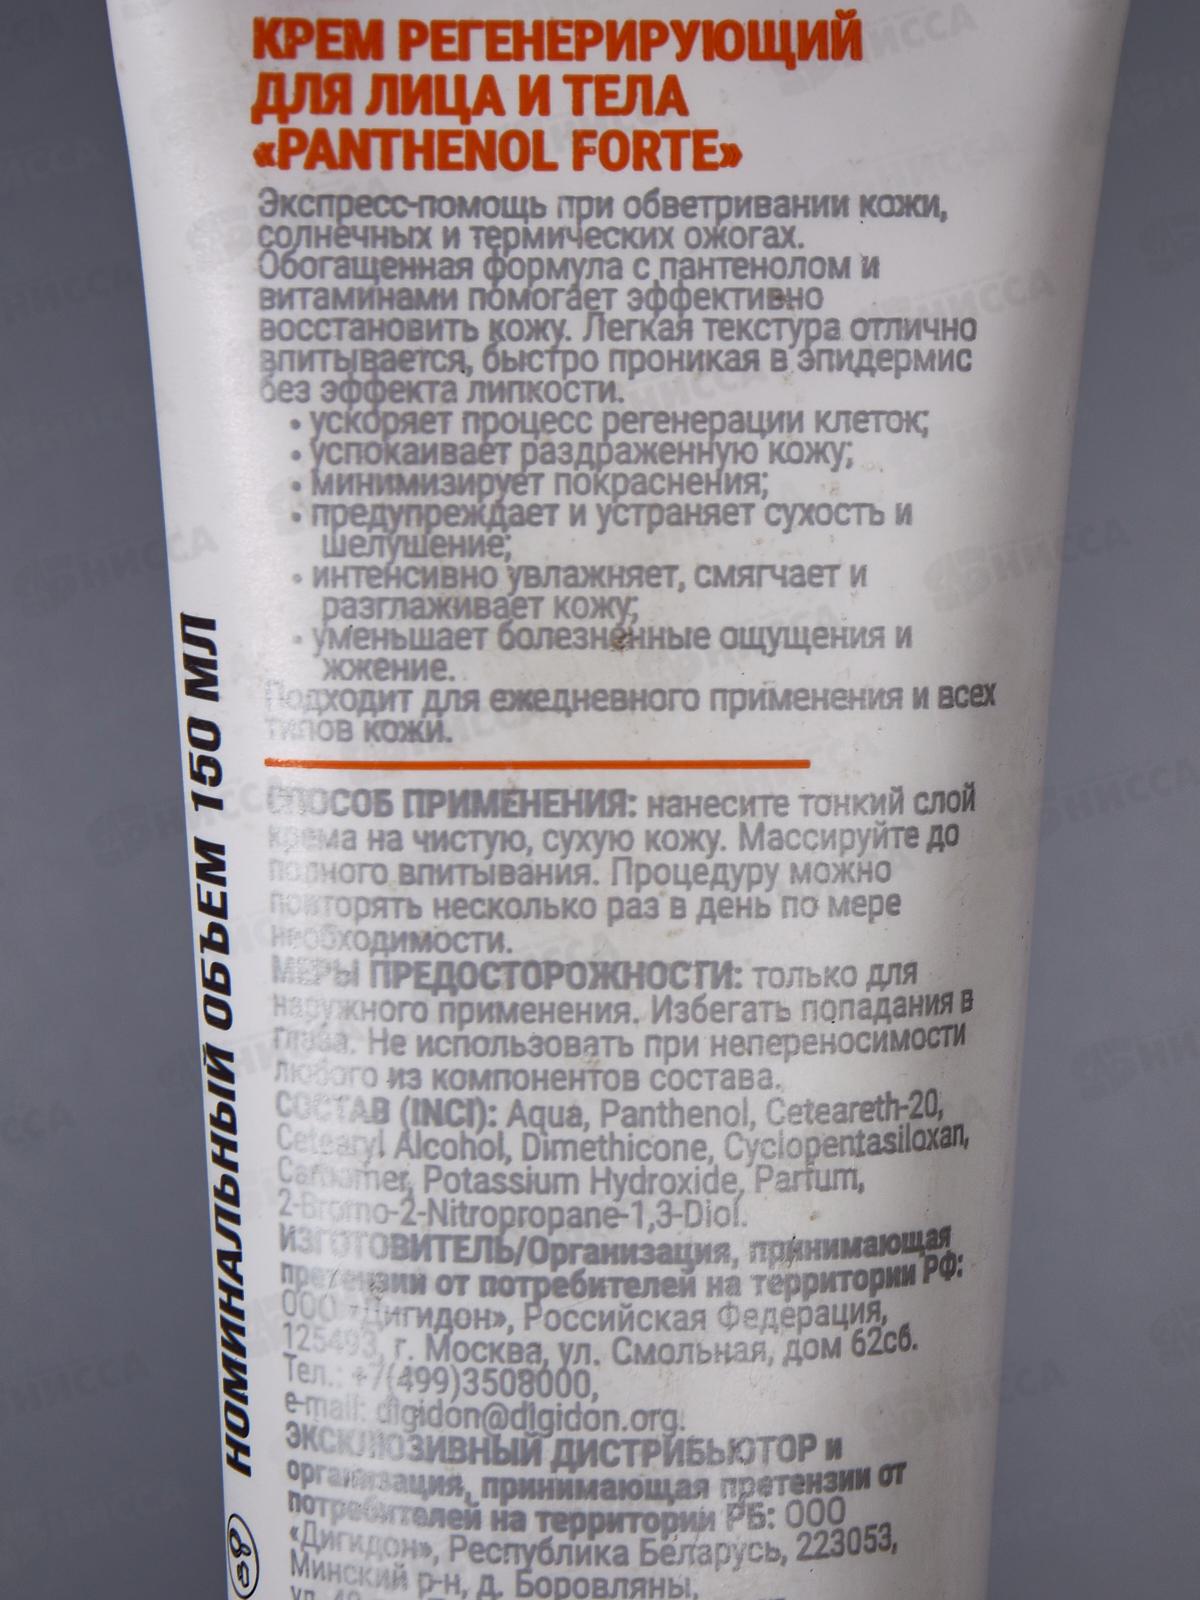 КРЕМ РЕГЕНЕРИРУЮЩИЙ
ДЛЯ ЛИЦА И ТЕЛА
«PANTHENOL FORTE»
Экспресс-помощь при обветривании кожи,
солнечных и термических ожогах.
Обогащенная формула с пантенолом и
витаминами помогает эффективно
восстановить кожу. Легкая текстура отлично
впитывается, быстро проникая в эпидермис
без эффекта липкости.
• ускоряет процесс регенерации клеток;
• успокаивает раздраженную кожу;
• минимизирует покраснения;
• предупреждает и устраняет сухость и
шелушение;
• интенсивно увлажняет, смягчает и
разглаживает кожу;
• уменьшает болезненные ощущения и
жжение.
Подходит для ежедневного применения и всех
типов кожи.
СПОСОБ ПРИМЕНЕНИЯ: нанесите тонкий слой
крема на чистую, сухую кожу. Массируйте до
полного впитывания. Процедуру можно
повторять несколько раз в день по мере
необходимости.
МЕРЫ ПРЕДОСТОРОЖНОСТИ: только для
наружного применения. Избегать попадания в
глаза. Не использовать при непереносимости
любого из компонентов состава.
СОСТАВ (INCI): Aqua, Panthenol, Ceteareth-20,
Cetearyl Alcohol, Dimethicone, Cyclopentasiloxan,
Carbomer, Potassium Hydroxide, Parfum,
2-Bromo-2-Nitropropane-1,3-Diol.
ИЗГОТОВИТЕЛЬ/Организация, принимающая
претензии от потребителей на территории РФ:
ООО «Дигидон», Российская Федерация,
125493, г. Москва, ул. Смольная, дом 62сб.
Тел.: +7(499)3508000,
e-mail: digidon@digidon.org.
ЭКСКЛЮЗИВНЫЙ ДИСТРИБЬЮТОР и
организация, принимающая претензии от
потребителей на территории РБ: ООО
«Дигидон», Республика Беларусь, 223053,
Минский р-н, д. Боровляны,
НОМИНАЛЬНЫЙ ОБЪЕМ 150 МЛ
НИССА